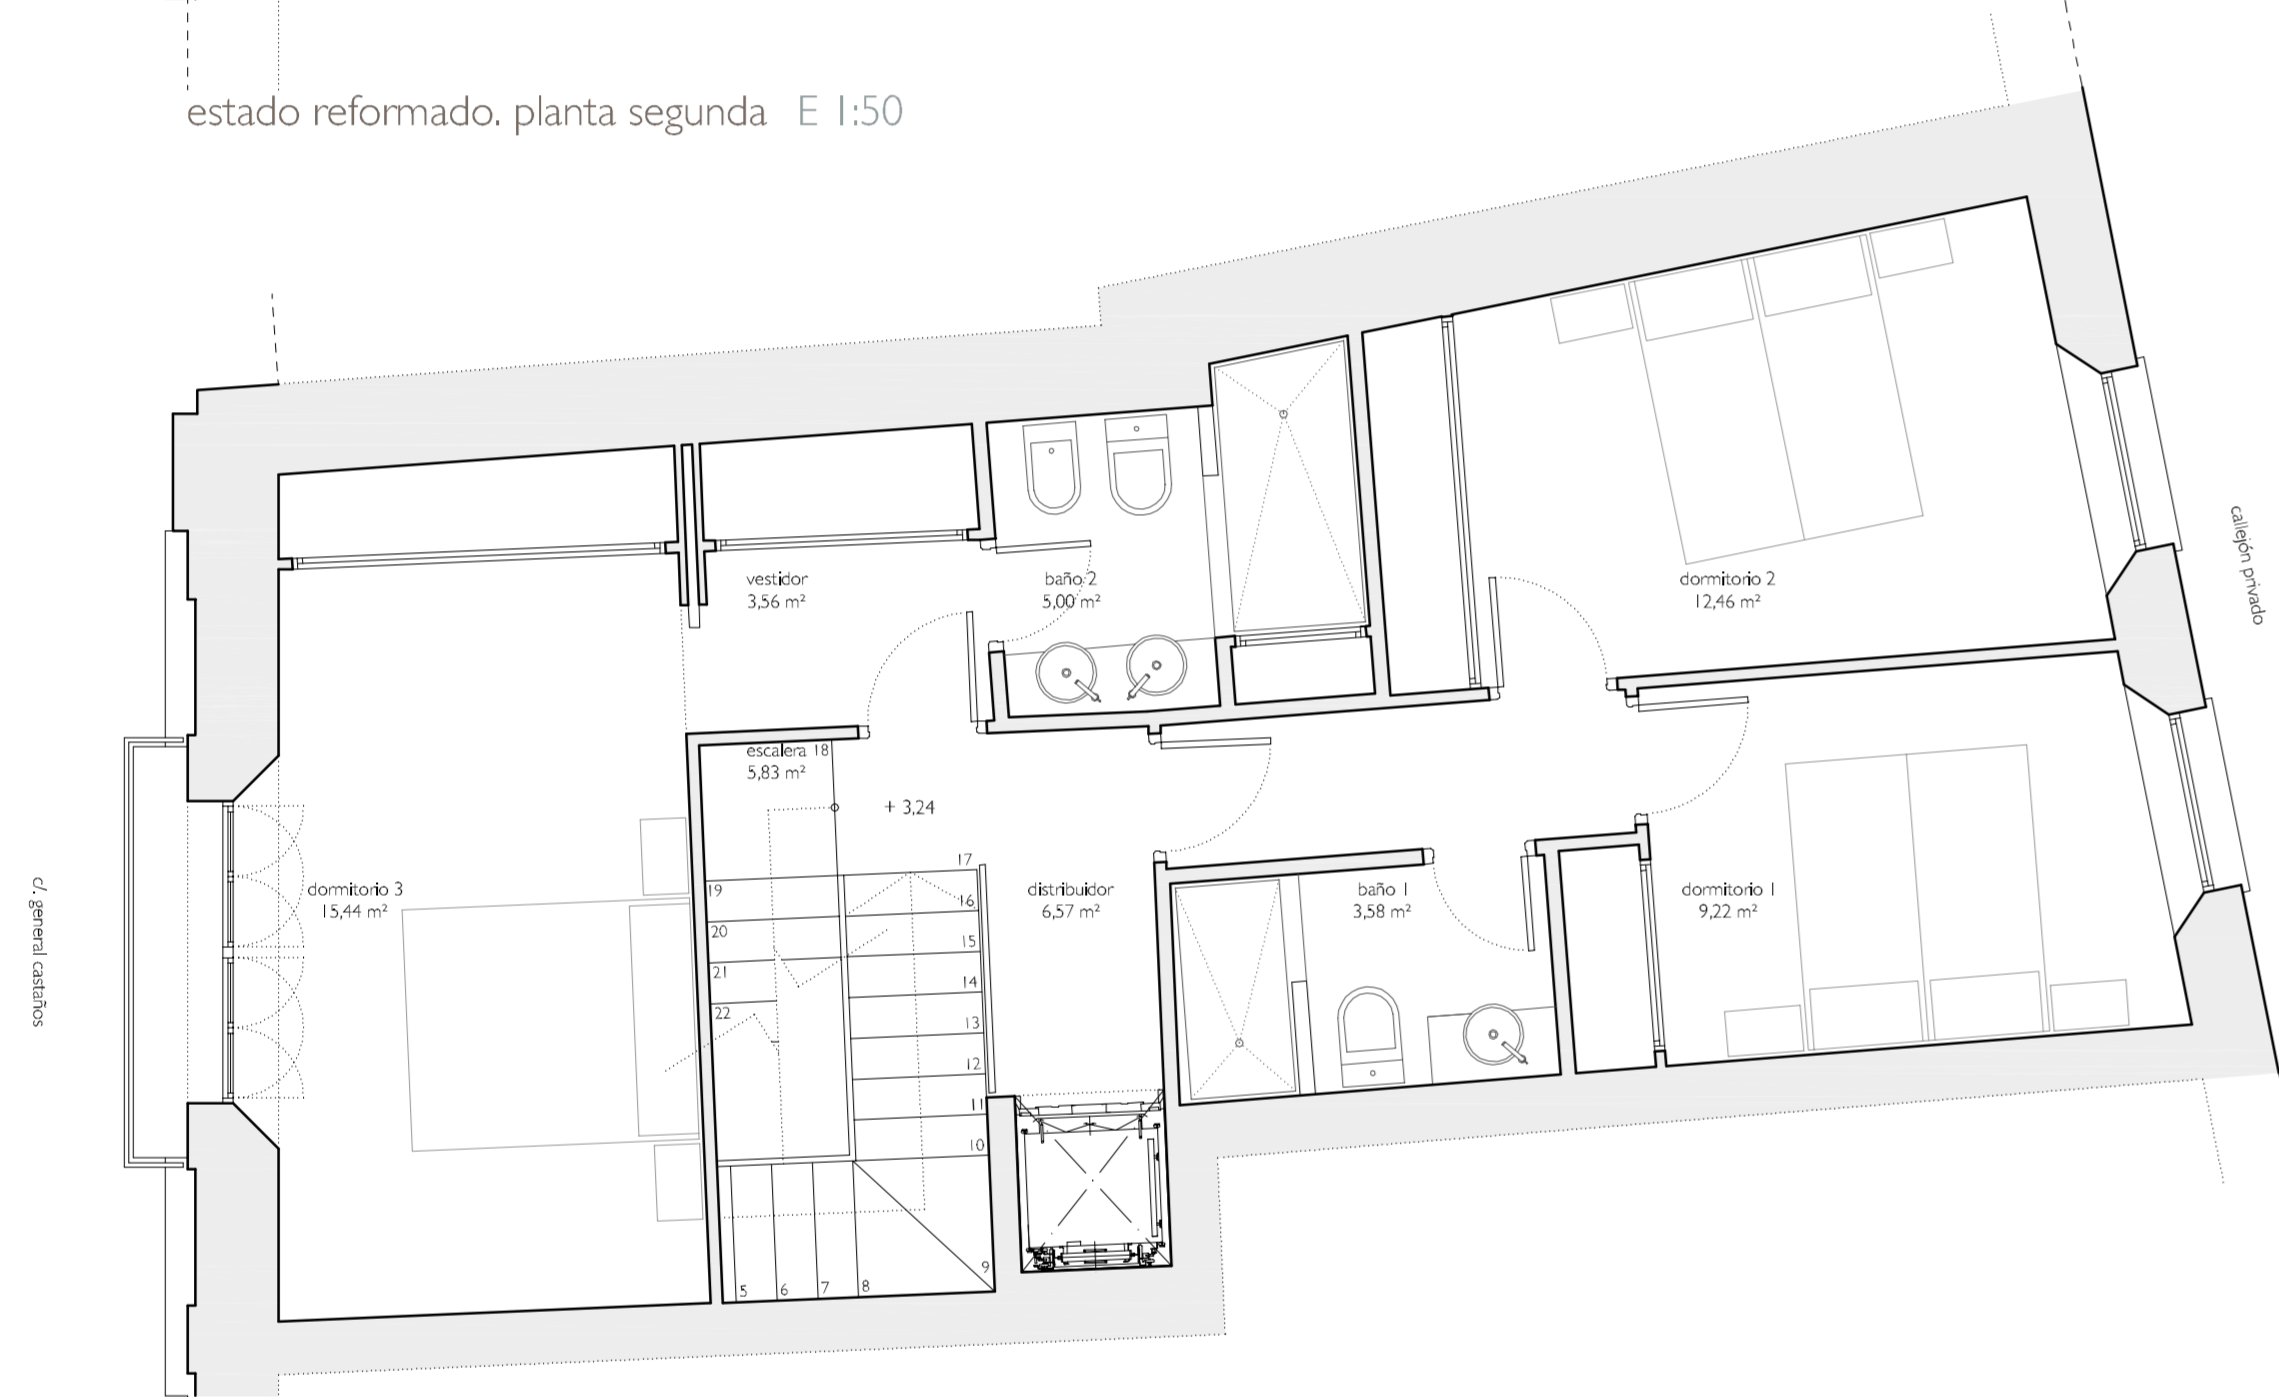 estado reformado. planta segunda E 1:50
vestidor
3,56 m²
baño 2
5,00 m²
dormitorio 2
12,46 m²
callejón privado
escalera 18
5,83 m²
+ 3,24
17
dormitorio 3
15,44 m²
19
16
distribuidor
6,57 m²
baño 1
3,58 m²
dormitorio 1
9,22 m²
c/. general castaños
20
15
21
14
22
13
12
11
10
9
5
6
7
8